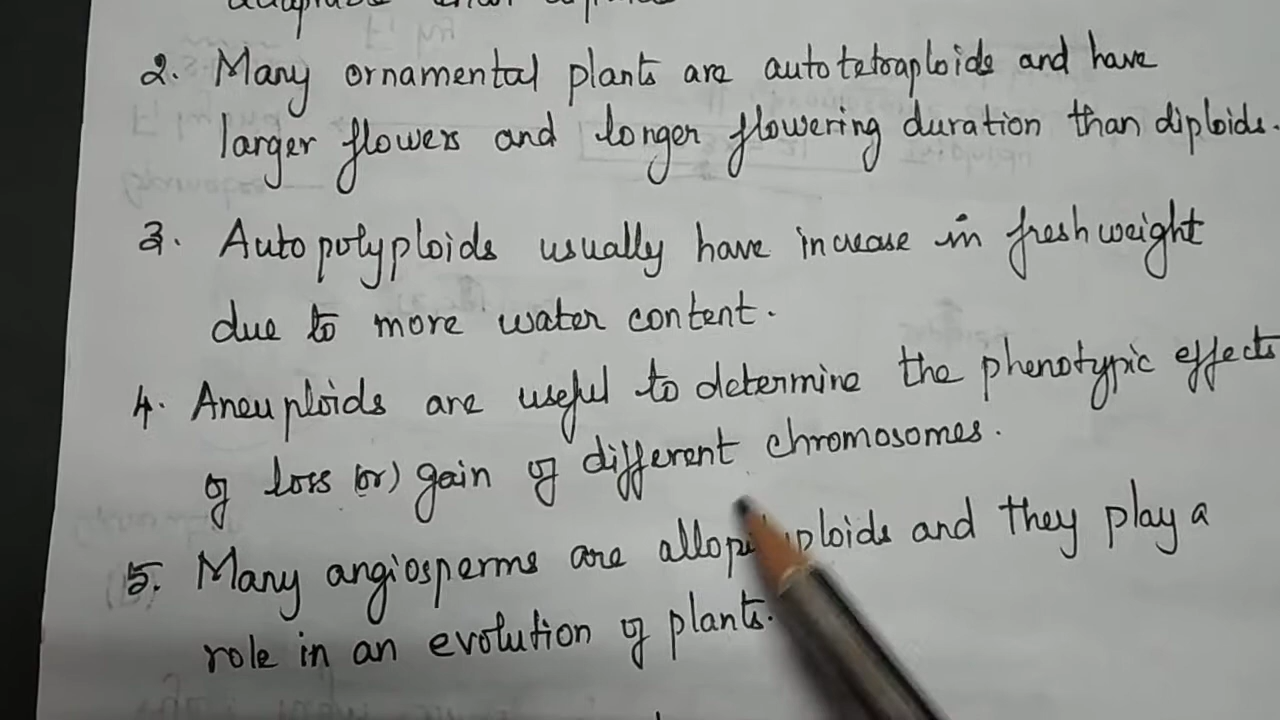 2. Many ornamental plants are autotetraploids and have
larger flowers and longer flowering duration than diploids.
3. Autopolyploids usually have increase in fresh weight
due to more water content.
4. Aneuploids are useful to determine the phenotypic effects
of loss (or) gain of different chromosomes.
5. Many angiosperms are and they play a
role in an evolution of plants.